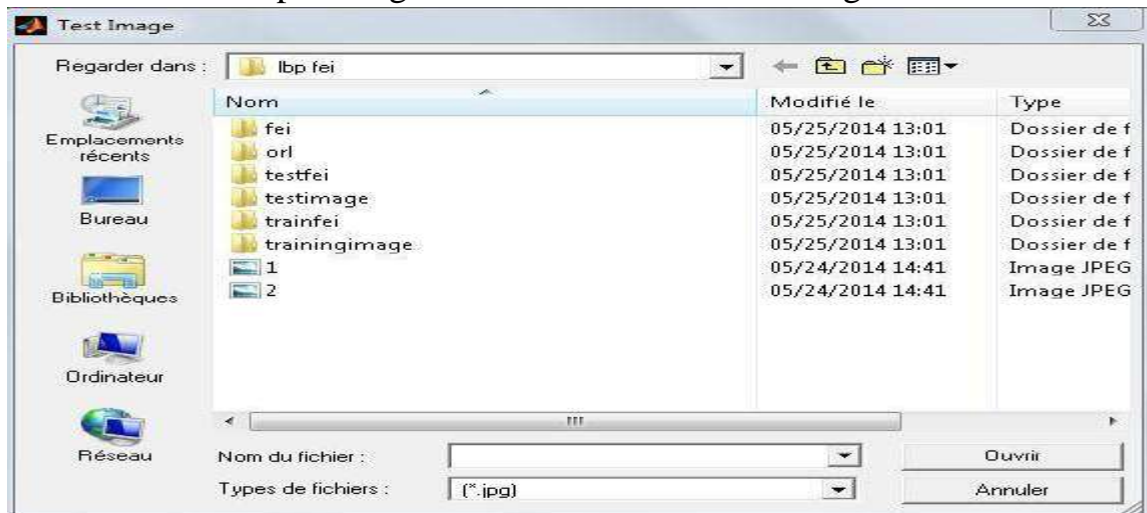 Test Image
Regarder dans : lbp fei
Nom Modifié le Type
fei 05/25/2014 13:01 Dossier de f
orl 05/25/2014 13:01 Dossier de f
testfei 05/25/2014 13:01 Dossier de f
testimage 05/25/2014 13:01 Dossier de f
trainfei 05/25/2014 13:01 Dossier de f
trainingimage 05/25/2014 13:01 Dossier de f
1 05/24/2014 14:41 Image JPEG
2 05/24/2014 14:41 Image JPEG
Emplacements
récents
Bureau
Bibliothèques
Ordinateur
Réseau
Nom du fichier : Ouvrir
Types de fichiers : (*.jpg) Annuler